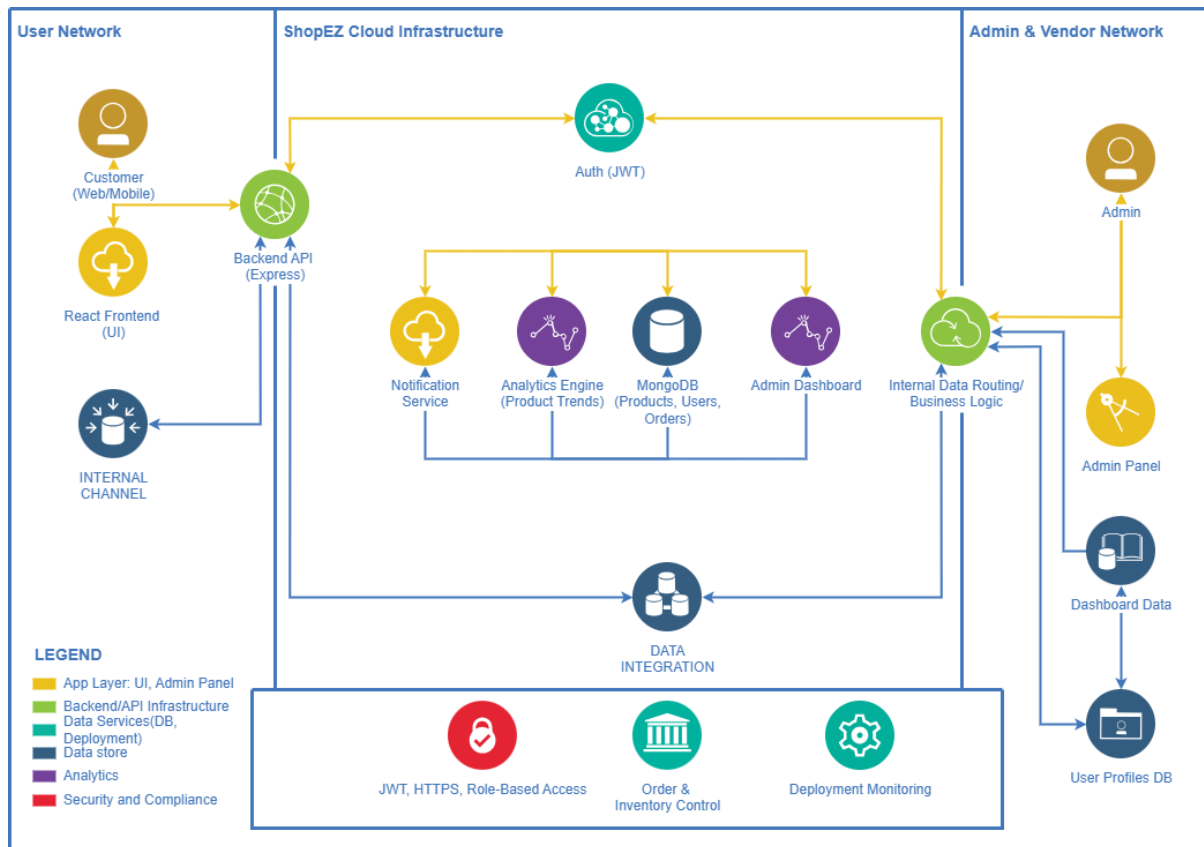 User Network
ShopEZ Cloud Infrastructure
Admin & Vendor Network
Customer
(Web/Mobile)
Auth (JWT)
Admin
Backend API
(Express)
React Frontend
(UI)
Notification
Service
Analytics Engine
(Product Trends)
MongoDB
(Products, Users,
Orders)
Admin Dashboard
Internal Data Routing/
Business Logic
Admin Panel
INTERNAL
CHANNEL
Dashboard Data
DATA
INTEGRATION
LEGEND
App Layer: UI, Admin Panel
Backend/API Infrastructure
Data Services(DB,
Deployment)
Data store
Analytics
Security and Compliance
JWT, HTTPS, Role-Based Access
Order &
Inventory Control
Deployment Monitoring
User Profiles DB